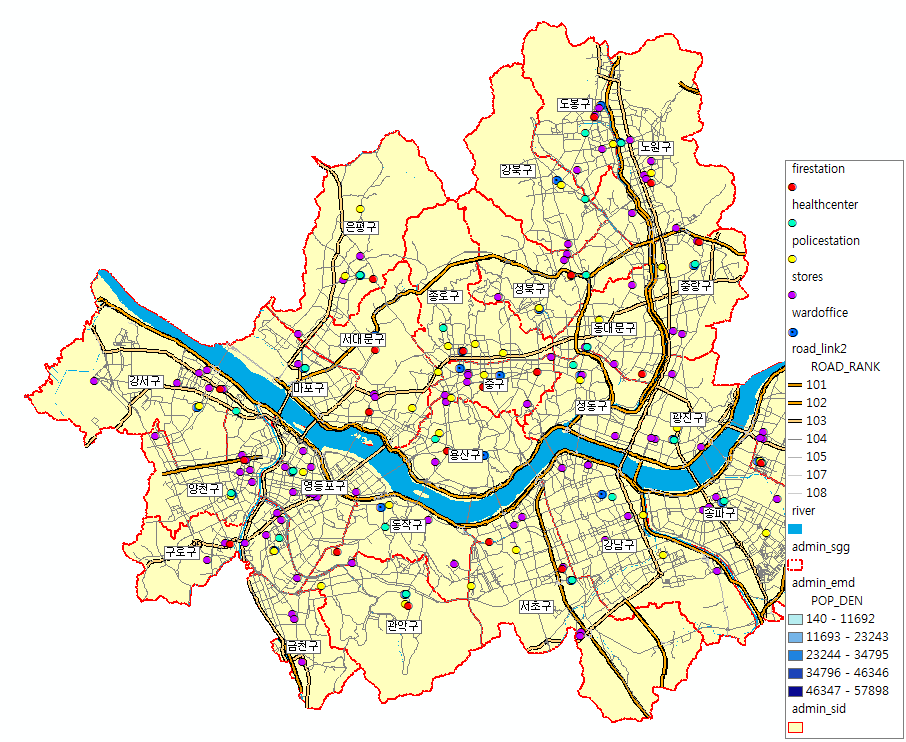 도봉구
노원구
강북구
은평구
중랑구
종로구
성북구
동대문구
서대문구
강서구
마포구
중구
성동구
광진구
용산구
양천구
영등포구
송파구
동작구
강남구
구로구
서초구
관악구
금천구
firestation
healthcenter
policestation
stores
wardoffice
road_link2
ROAD_RANK
101
102
103
104
105
107
108
river
admin_sgg
admin_emd
POP_DEN
140 - 11692
11693 - 23243
23244 - 34795
34796 - 46346
46347 - 57898
admin_sid